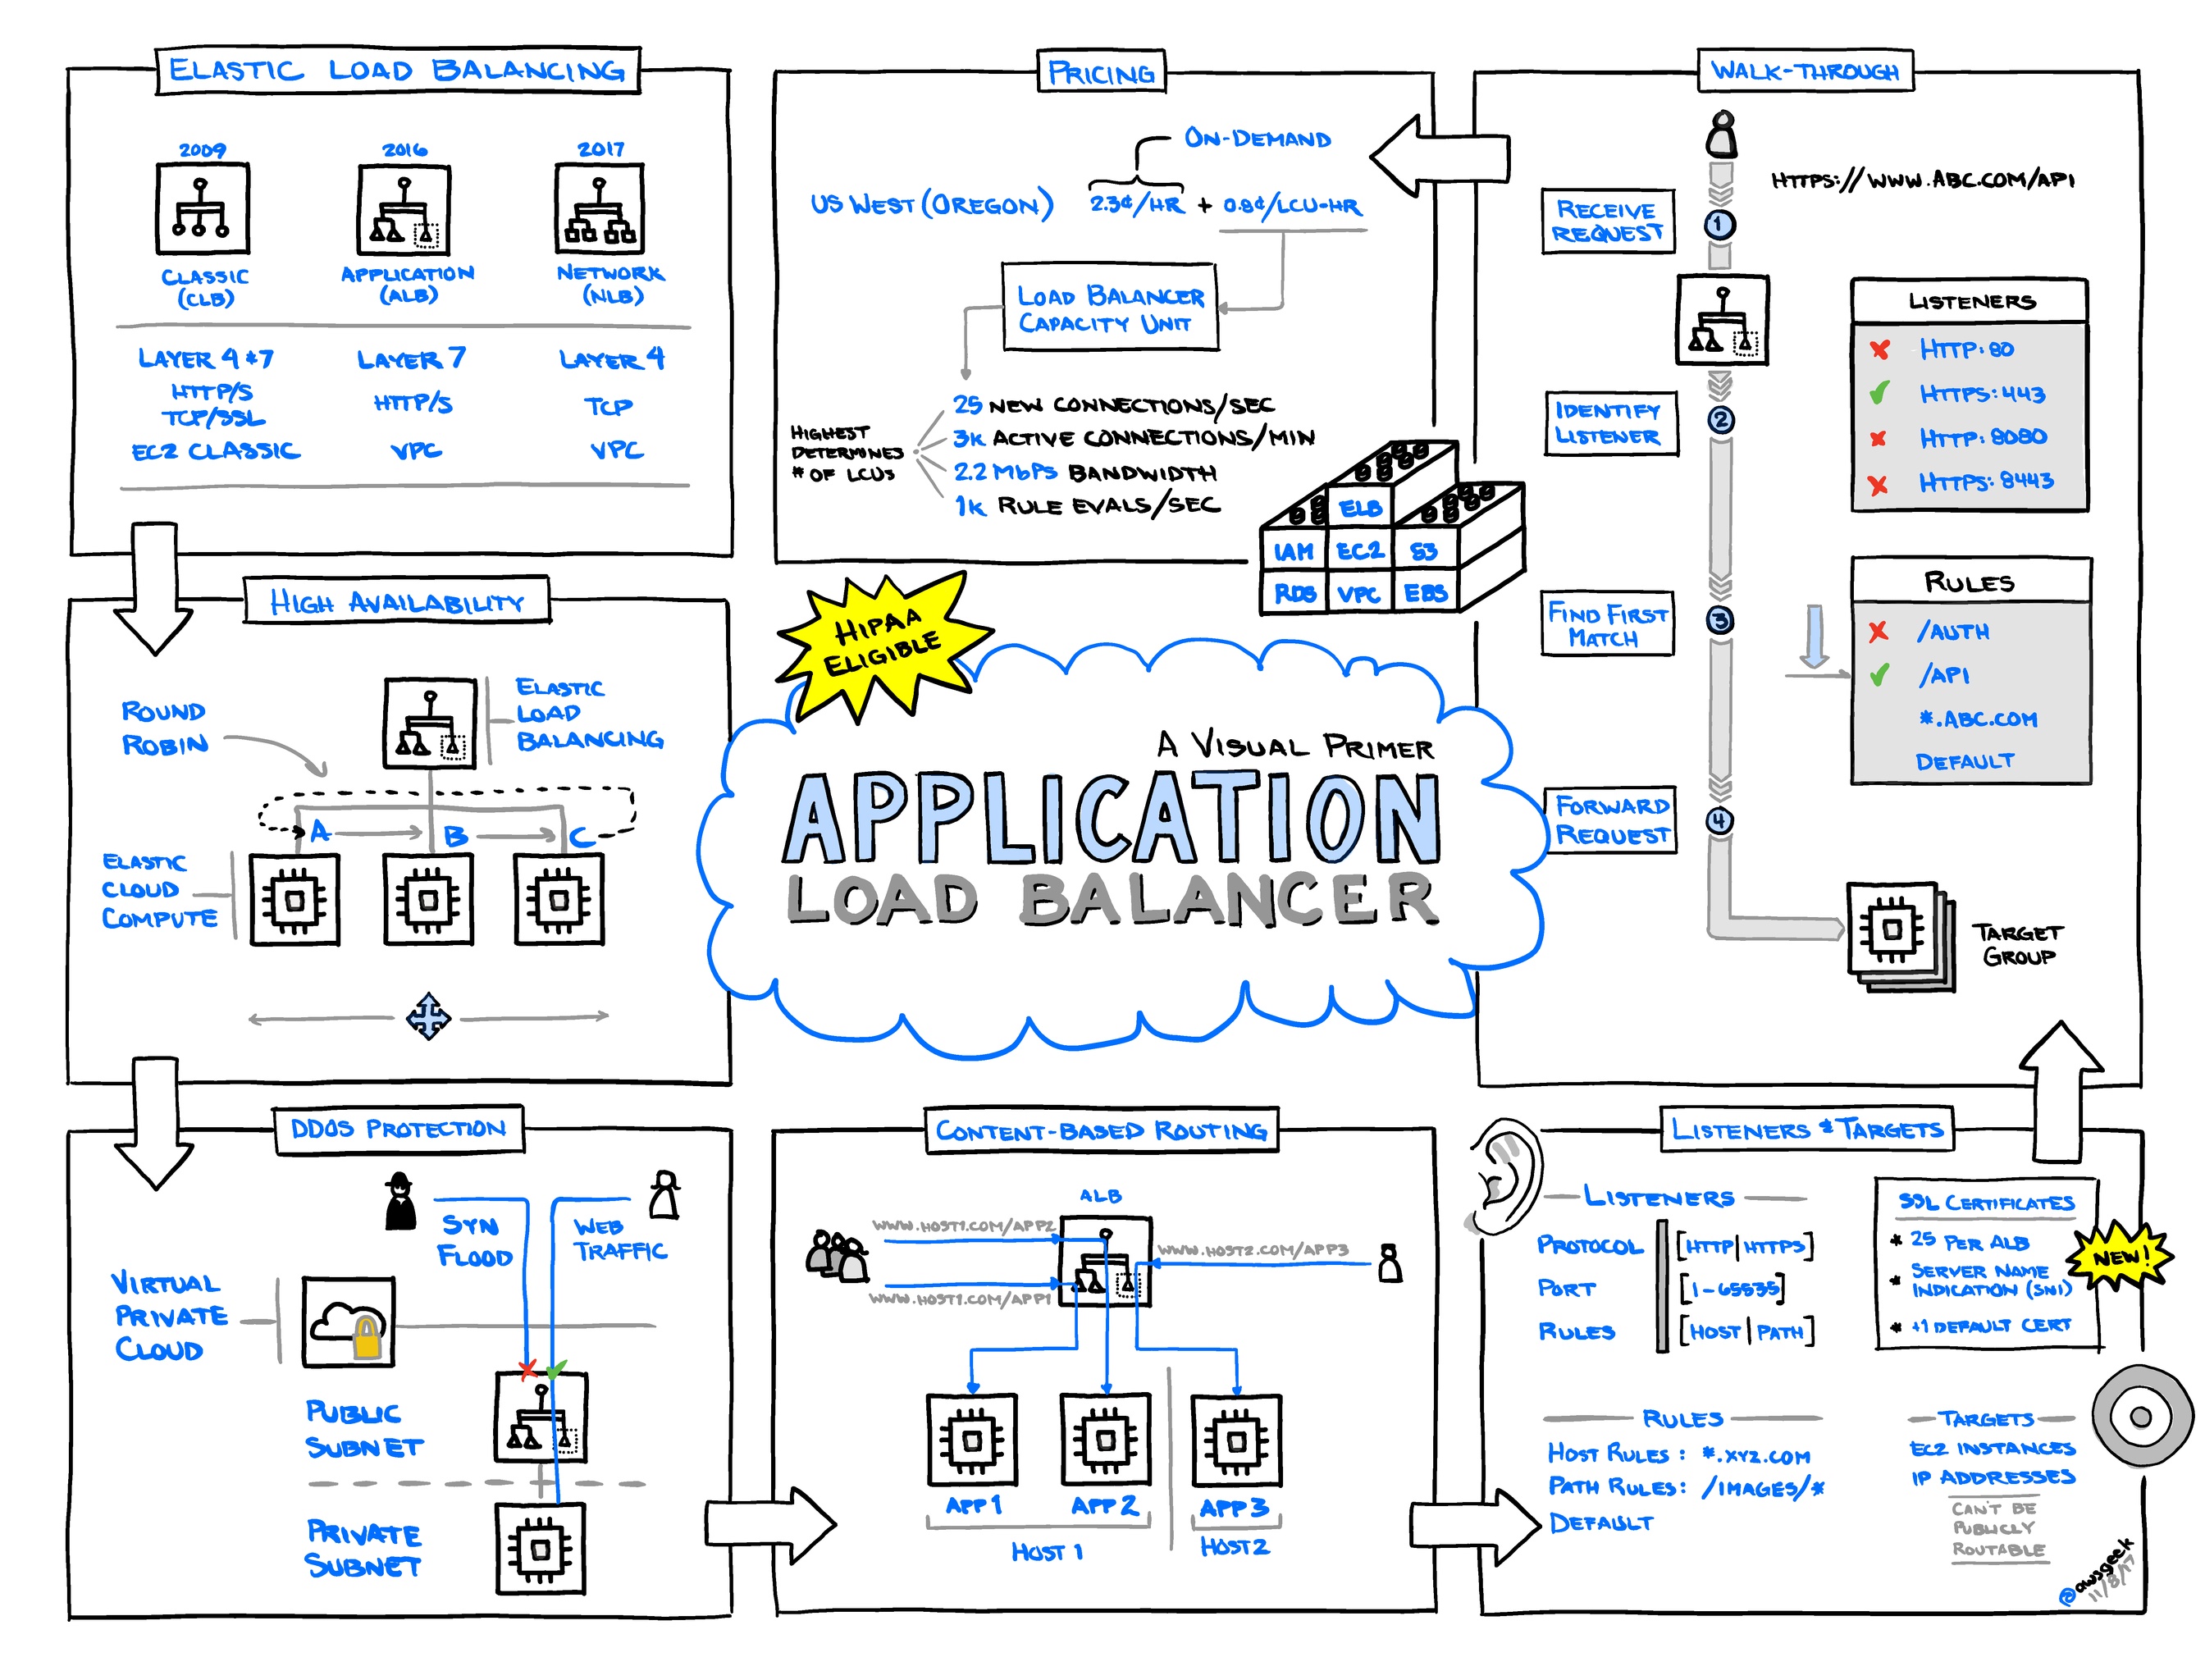 ELASTIC LOAD BALANCING
2009
2016
2017
CLASSIC
(CLB)
APPLICATION
(ALB)
NETWORK
(NLB)
LAYER 4 & 7
HTTP/S
TCP/SSL
EC2 CLASSIC
LAYER 7
HTTP/S
VPC
LAYER 4
TCP
VPC
HIGH AVAILABILITY
ROUND
ROBIN
ELASTIC
LOAD
BALANCING
A
B
C
ELASTIC
CLOUD
COMPUTE
DDOS PROTECTION
SYN
FLOOD
WEB
TRAFFIC
VIRTUAL
PRIVATE
CLOUD
PUBLIC
SUBNET
PRIVATE
SUBNET
PRICING
ON-DEMAND
US WEST (OREGON)
2.3¢/HR + 0.8¢/LCU-HR
LOAD BALANCER
CAPACITY UNIT
HIGHEST
DETERMINES
# OF LCUS
25 NEW CONNECTIONS/SEC
3K ACTIVE CONNECTIONS/MIN
2.2 MbPS BANDWIDTH
1K RULE EVALS/SEC
ELB
IAM EC2 S3
RDS VPC EBS
HIPAA
ELIGIBLE
A VISUAL PRIMER
APPLICATION
LOAD BALANCER
CONTENT-BASED ROUTING
ALB
WWW.HOST1.COM/APP2
WWW.HOST2.COM/APP3
WWW.HOST1.COM/APP1
APP 1
APP 2
APP 3
HOST 1
HOST 2
LISTENERS & TARGETS
LISTENERS
PROTOCOL [HTTP|HTTPS]
PORT [1-65535]
RULES [HOST|PATH]
SSL CERTIFICATES
* 25 PER ALB
* SERVER NAME
INDICATION (SNI)
* +1 DEFAULT CERT
NEW!
RULES
HOST RULES: *.XYZ.COM
PATH RULES: /IMAGES/*
DEFAULT
TARGETS
EC2 INSTANCES
IP ADDRESSES
CAN'T BE
PUBLICLY
ROUTABLE
@awsgeek
11/8/17
WALK-THROUGH
HTTPS://WWW.ABC.COM/API
RECEIVE
REQUEST
1
LISTENERS
HTTP:80
HTTPS:443
HTTP:8080
HTTPS:8443
IDENTIFY
LISTENER
2
RULES
/AUTH
/API
*.ABC.COM
DEFAULT
FIND FIRST
MATCH
3
FORWARD
REQUEST
4
TARGET
GROUP